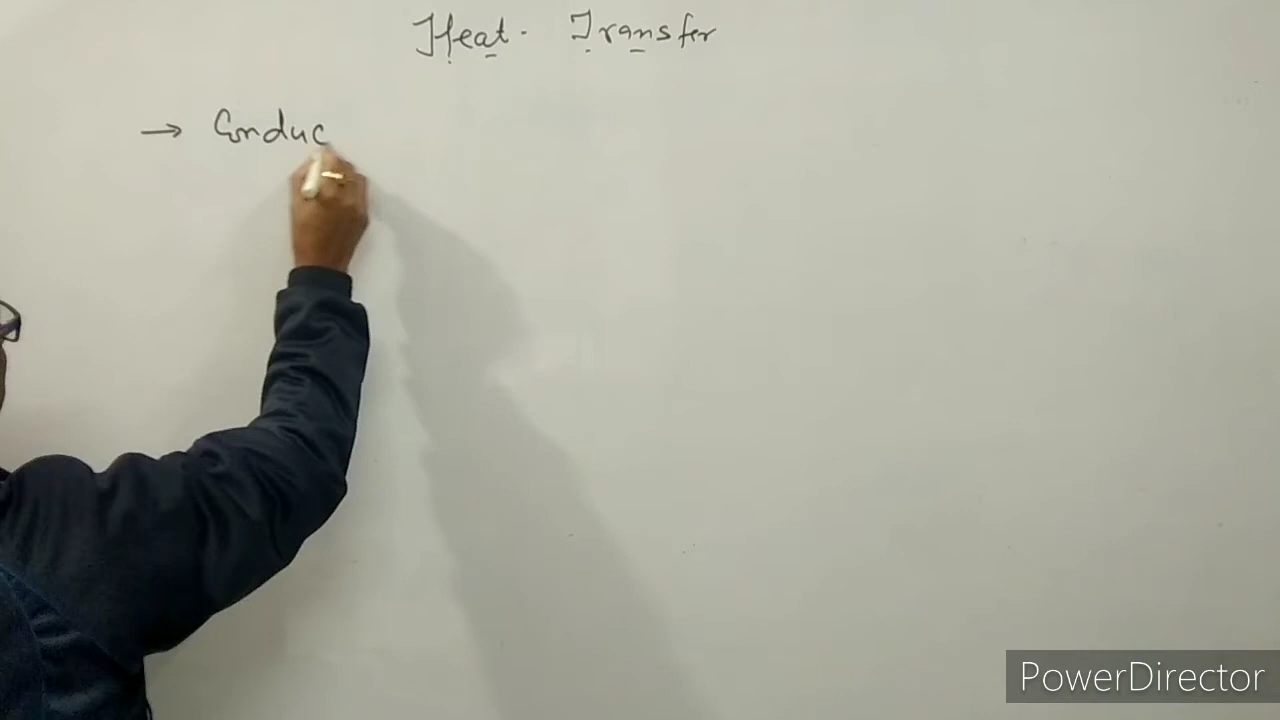 Heat. Transfer
→ Conduc
PowerDirector